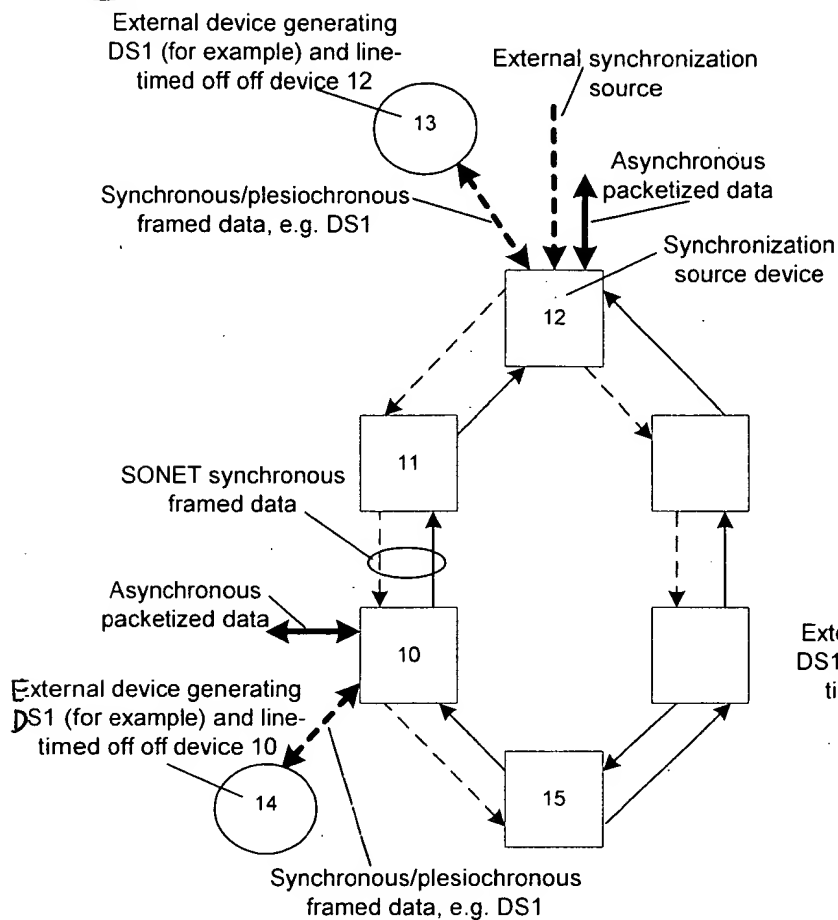 External device generating
DS1 (for example) and line-
timed off off device 12
External synchronization
source
13
Asynchronous
packetized data
Synchronous/plesiochronous
framed data, e.g. DS1
Synchronization
source device
12
11
SONET synchronous
framed data
Asynchronous
packetized data
10
External device generating
DS1 (for example) and line-
timed off off device 10
14
15
Synchronous/plesiochronous
framed data, e.g. DS1
DS1